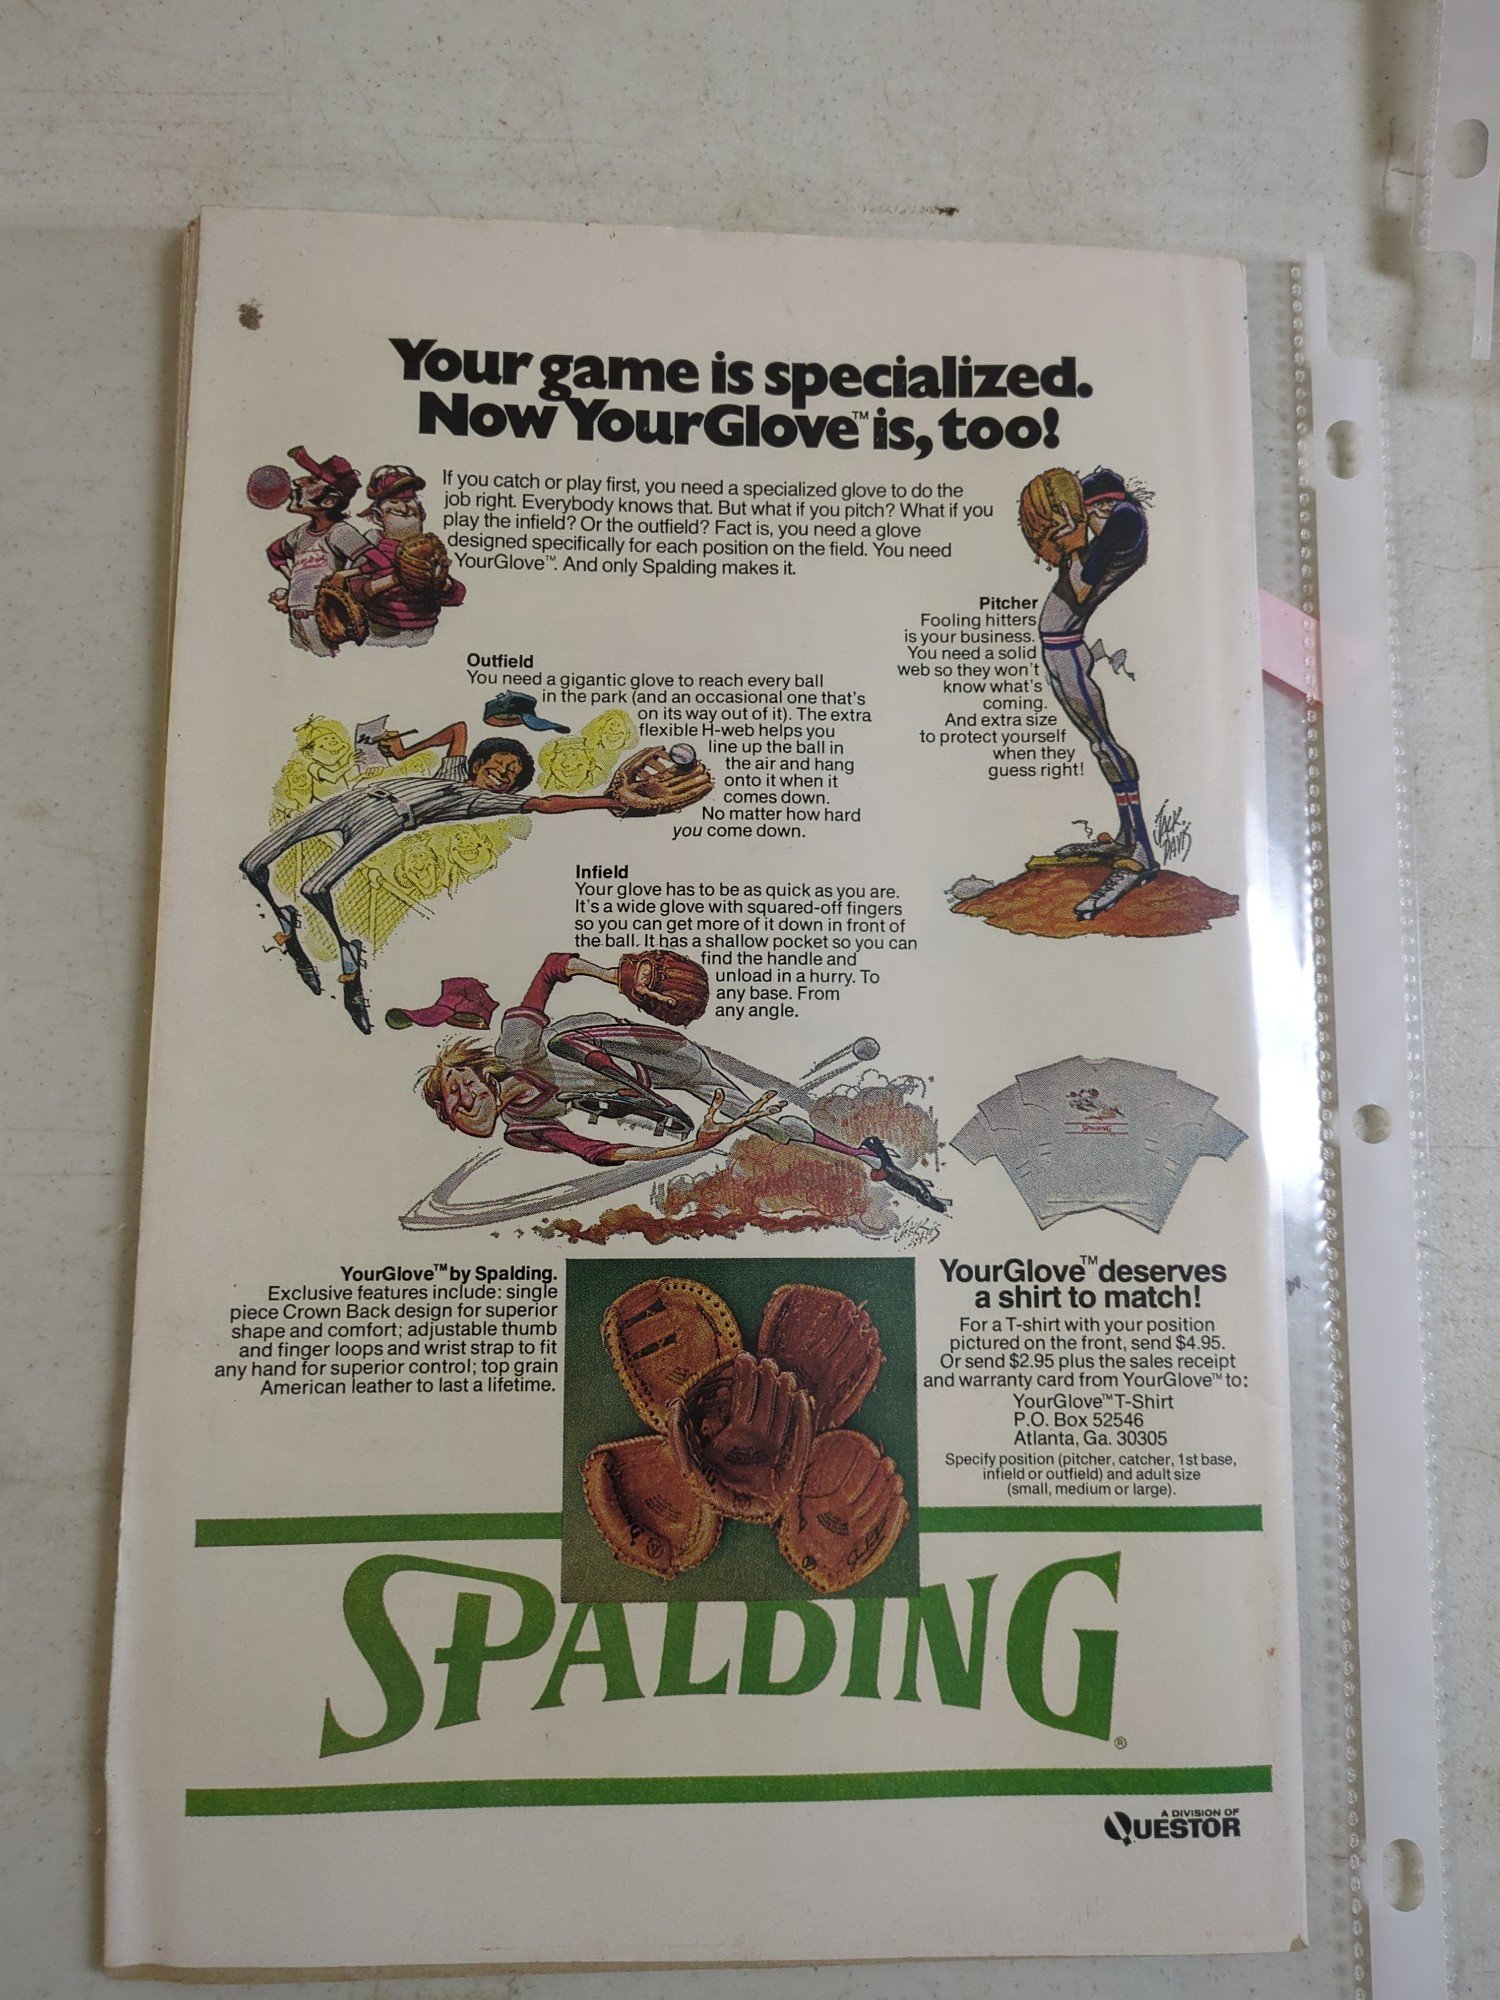 Your game is specialized.
Now YourGlove™ is, too!
If you catch or play first, you need a specialized glove to do the
job right. Everybody knows that. But what if you pitch? What if you
play the infield? Or the outfield? Fact is, you need a glove
designed specifically for each position on the field. You need
YourGlove™. And only Spalding makes it.
Pitcher
Fooling hitters
is your business.
You need a solid
web so they won't
know what's
coming.
And extra size
to protect yourself
when they
guess right!
JACK
DAVIS
Outfield
You need a gigantic glove to reach every ball
in the park (and an occasional one that's
on its way out of it). The extra
flexible H-web helps you
line up the ball in
the air and hang
onto it when it
comes down.
No matter how hard
you come down.
Infield
Your glove has to be as quick as you are.
It's a wide glove with squared-off fingers
so you can get more of it down in front of
the ball. It has a shallow pocket so you can
find the handle and
unload in a hurry. To
any base. From
any angle.
SPALDING
YourGlove™ by Spalding.
Exclusive features include: single
piece Crown Back design for superior
shape and comfort; adjustable thumb
and finger loops and wrist strap to fit
any hand for superior control; top grain
American leather to last a lifetime.
YourGlove™ deserves
a shirt to match!
For a T-shirt with your position
pictured on the front, send $4.95.
Or send $2.95 plus the sales receipt
and warranty card from YourGlove™ to:
YourGlove™ T-Shirt
P.O. Box 52546
Atlanta, Ga. 30305
Specify position (pitcher, catcher, 1st base,
infield or outfield) and adult size
(small, medium or large).
SPALDING®
A DIVISION OF
QUESTOR